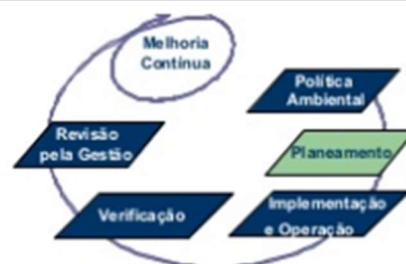 Melhoria
Contínua
Política
Ambiental
Planeamento
Implementação
e Operação
Verificação
Revisão
pela Gestão